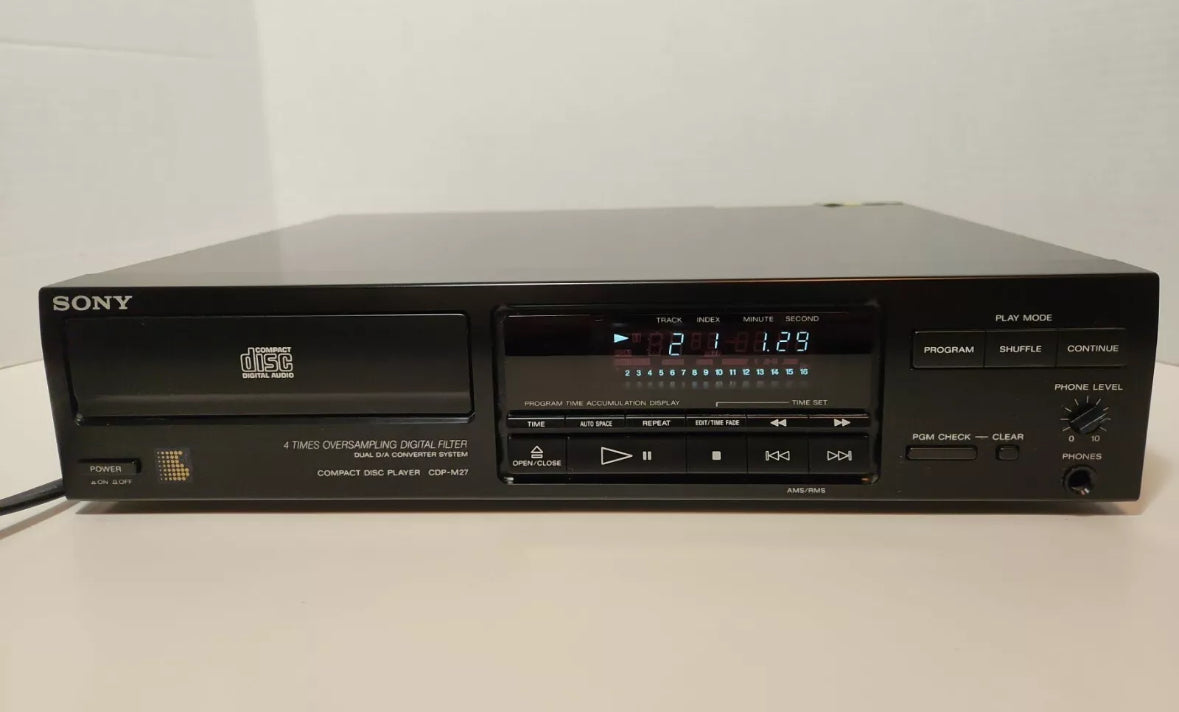 SONY
COMPACT
disc
DIGITAL AUDIO
4 TIMES OVERSAMPLING DIGITAL FILTER
DUAL D/A CONVERTER SYSTEM
COMPACT DISC PLAYER CDP-M27
POWER
ON OFF
TRACK INDEX MINUTE SECOND
2 1 1.29
2 3 4 5 6 7 8 9 10 11 12 13 14 15 16
PROGRAM TIME ACCUMULATION DISPLAY
TIME SET
TIME AUTO SPACE REPEAT EDIT/TIME FADE
OPEN/CLOSE
AMS/RMS
PLAY MODE
PROGRAM SHUFFLE CONTINUE
PHONE LEVEL
0 10
PGM CHECK — CLEAR
PHONES